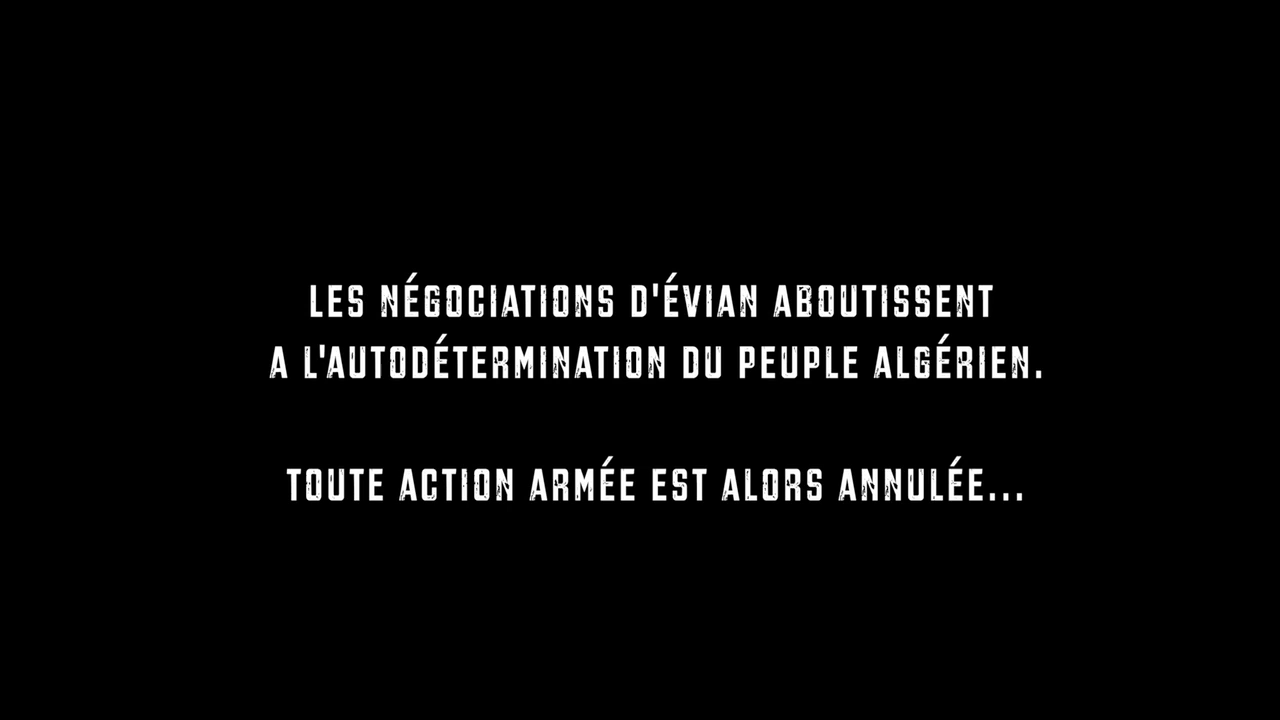 LES NÉGOCIATIONS D'ÉVIAN ABOUTISSENT
A L'AUTODÉTERMINATION DU PEUPLE ALGÉRIEN.
TOUTE ACTION ARMÉE EST ALORS ANNULÉE...